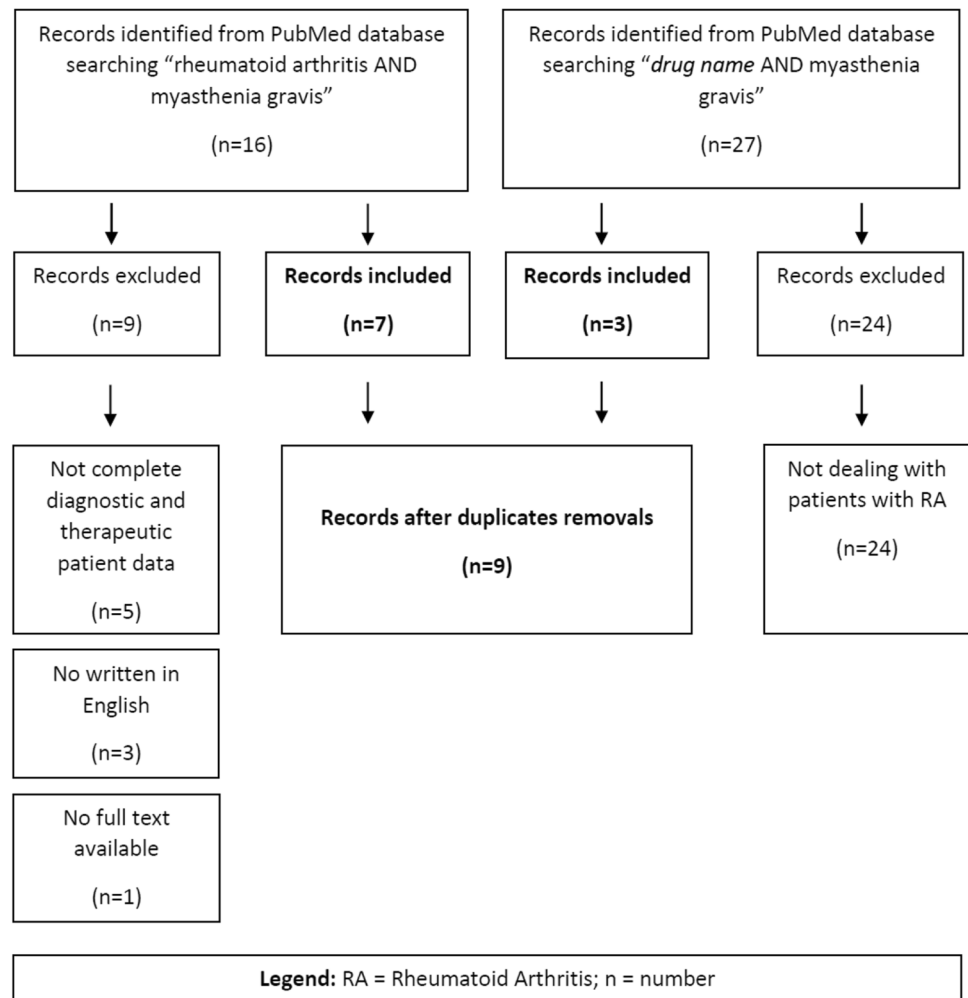 Records identified from PubMed database
searching “rheumatoid arthritis AND
myasthenia gravis”
(n=16)
Records identified from PubMed database
searching “drug name AND myasthenia
gravis”
(n=27)
Records excluded
(n=9)
Records included
(n=7)
Records included
(n=3)
Records excluded
(n=24)
Not complete
diagnostic and
therapeutic
patient data
(n=5)
Records after duplicates removals
(n=9)
Not dealing with
patients with RA
(n=24)
No written in
English
(n=3)
No full text
available
(n=1)
Legend: RA = Rheumatoid Arthritis; n = number